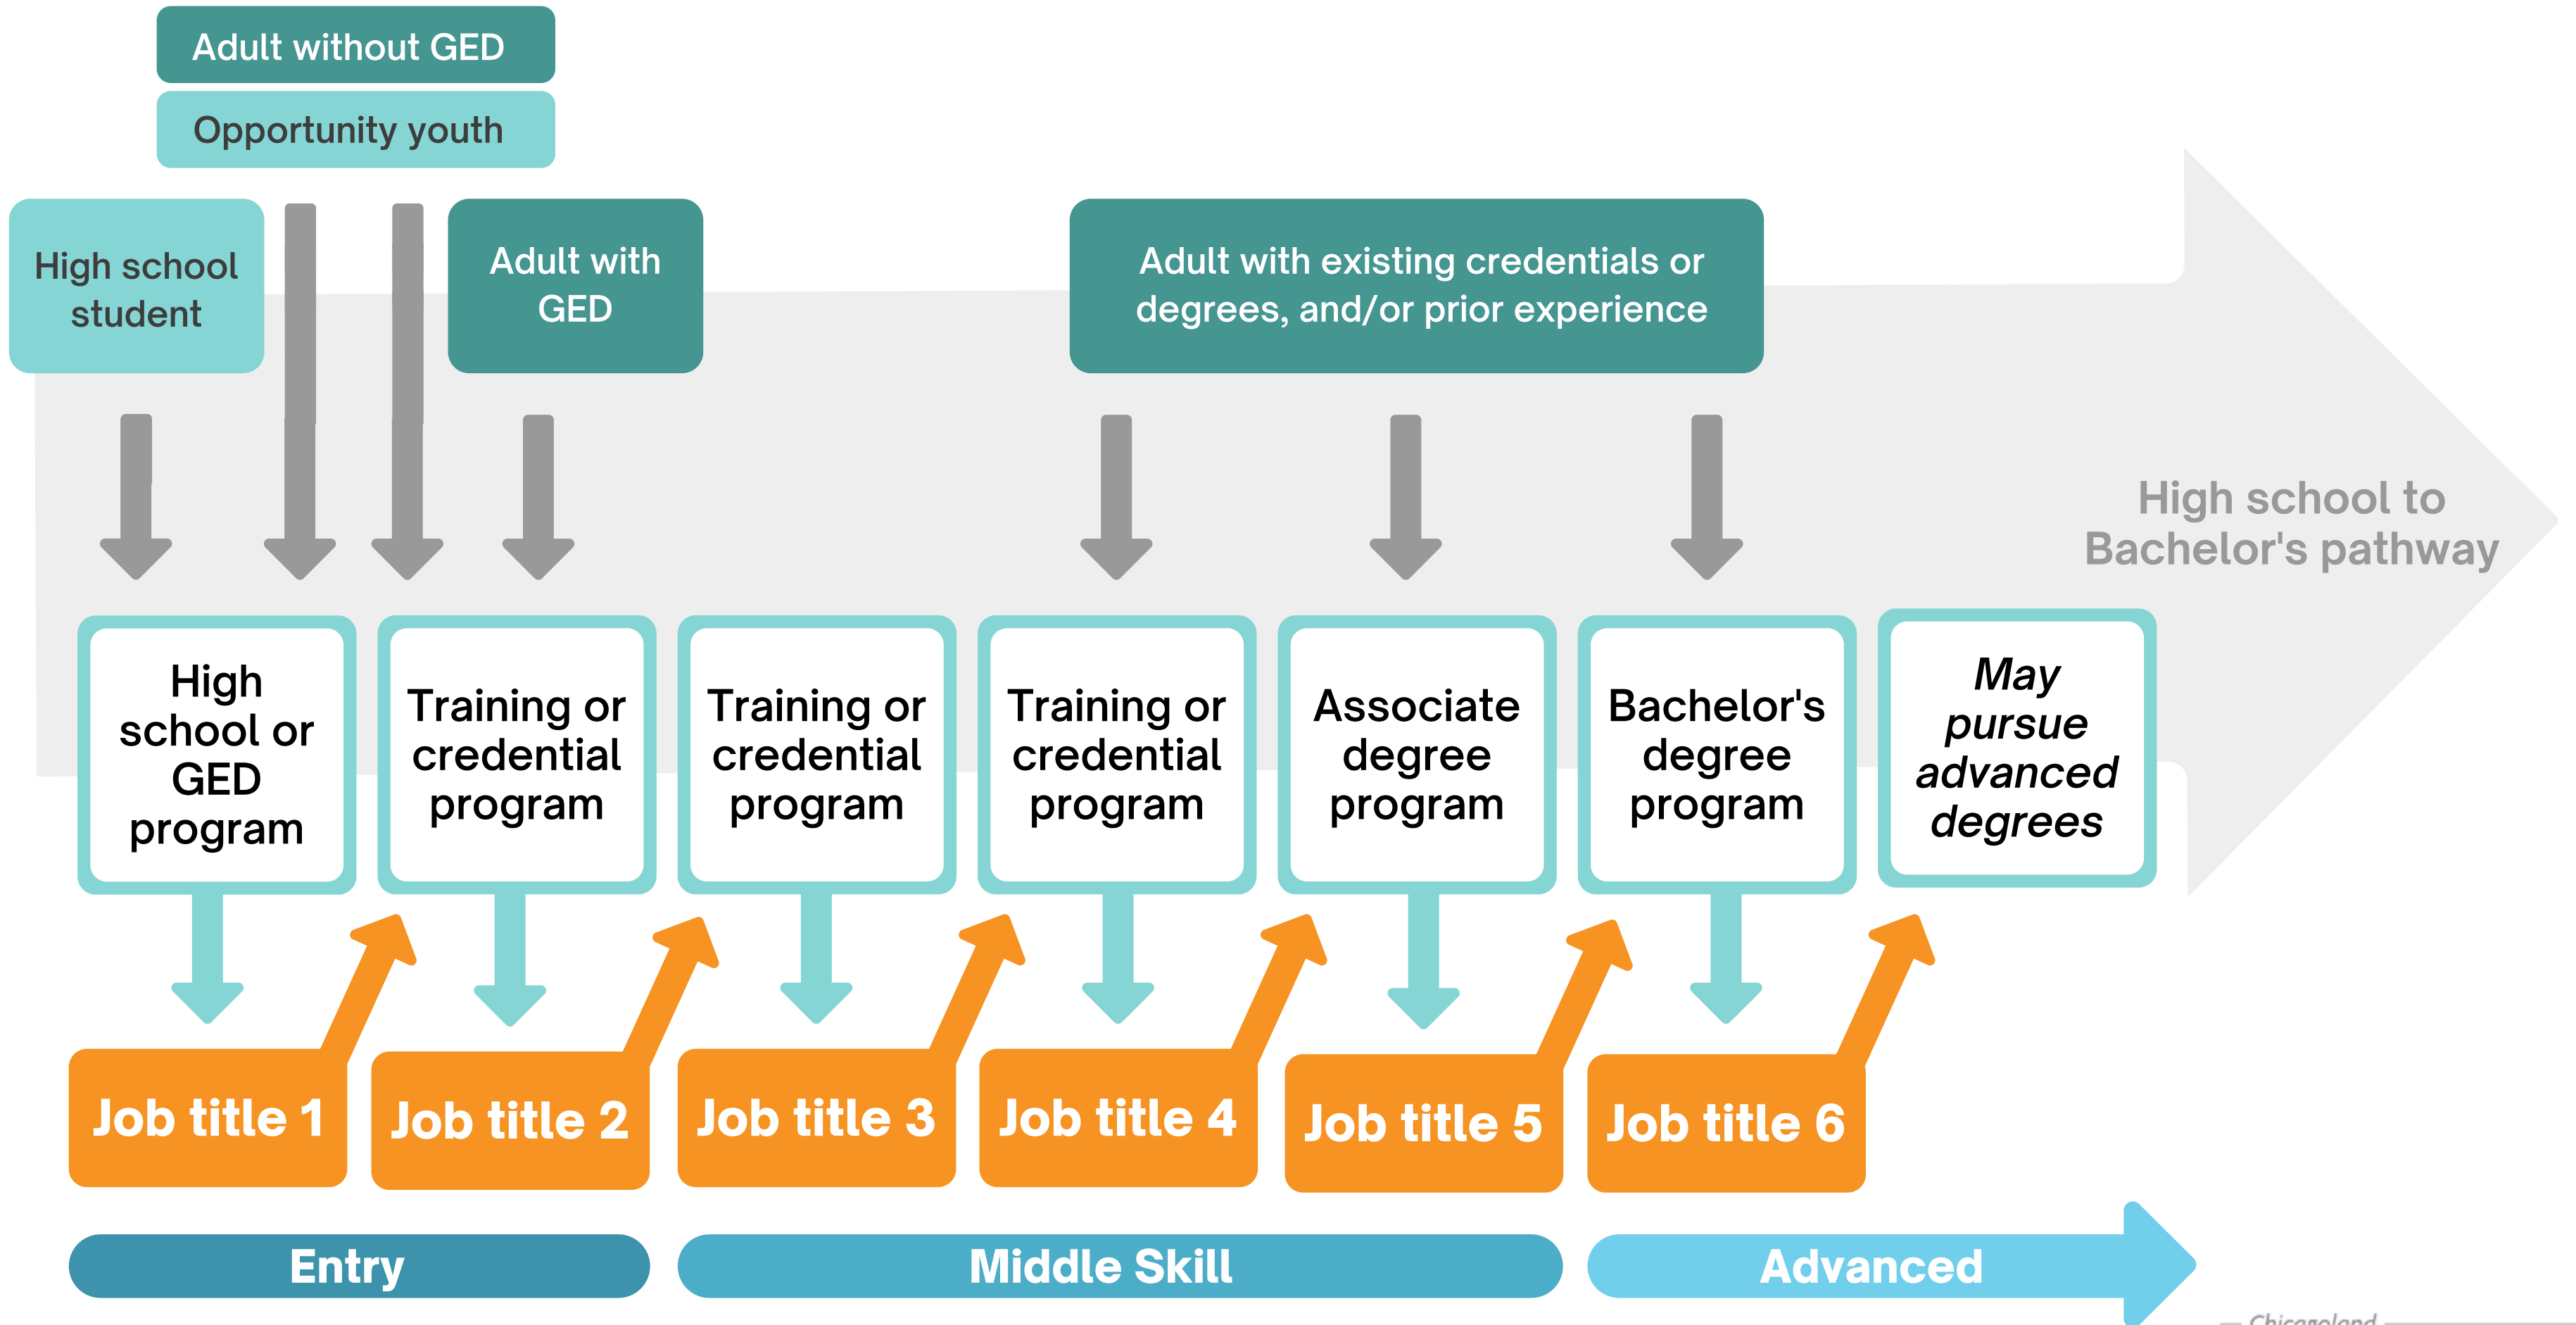 Adult without GED
Opportunity youth
High school
student
Adult with
GED
Adult with existing credentials or
degrees, and/or prior experience
High school to
Bachelor's pathway
High
school or
GED
program
Training or
credential
program
Training or
credential
program
Training or
credential
program
Associate
degree
program
Bachelor's
degree
program
May
pursue
advanced
degrees
Job title 1
Job title 2
Job title 3
Job title 4
Job title 5
Job title 6
Entry
Middle Skill
Advanced
Chicagoland